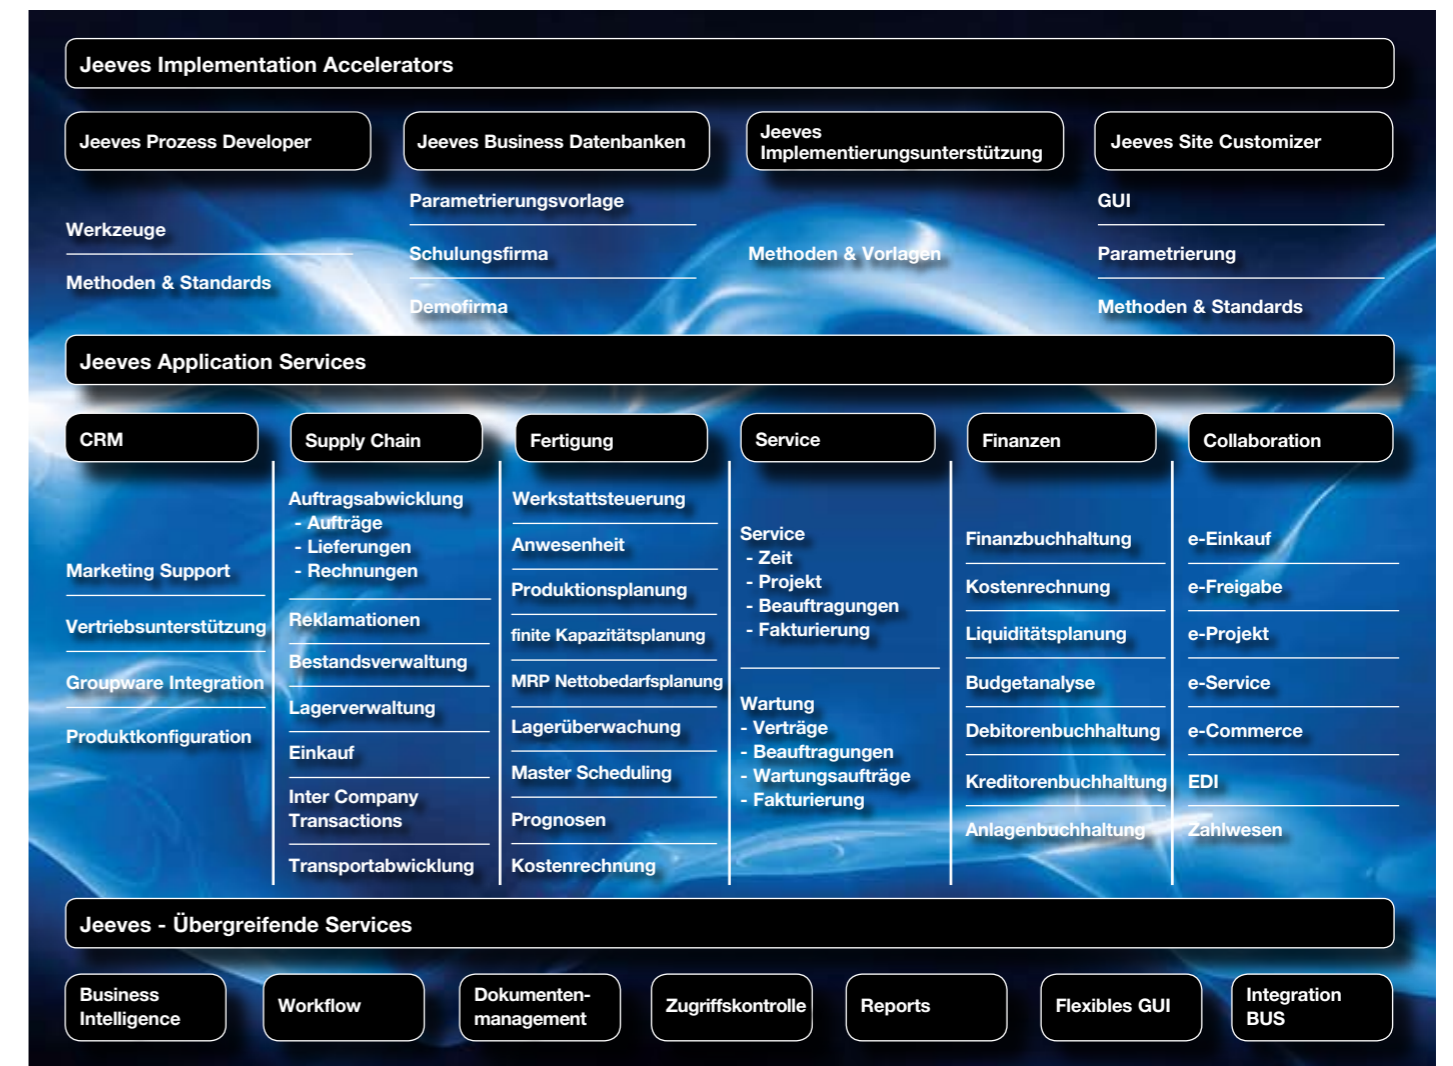 Jeeves Implementation Accelerators
Jeeves Prozess Developer
Werkzeuge
Methoden & Standards
Jeeves Business Datenbanken
Parametrierungsvorlage
Schulungsfirma
Demofirma
Jeeves
Implementierungsunterstützung
Methoden & Vorlagen
Jeeves Site Customizer
GUI
Parametrierung
Methoden & Standards
Jeeves Application Services
CRM
Marketing Support
Vertriebsunterstützung
Groupware Integration
Produktkonfiguration
Supply Chain
Auftragsabwicklung
- Aufträge
- Lieferungen
- Rechnungen
Reklamationen
Bestandsverwaltung
Lagerverwaltung
Einkauf
Inter Company
Transactions
Transportabwicklung
Fertigung
Werkstattsteuerung
Anwesenheit
Produktionsplanung
finite Kapazitätsplanung
MRP Nettobedarfsplanung
Lagerüberwachung
Master Scheduling
Prognosen
Kostenrechnung
Service
Service
- Zeit
- Projekt
- Beauftragungen
- Fakturierung
Wartung
- Verträge
- Beauftragungen
- Wartungsaufträge
- Fakturierung
Finanzen
Finanzbuchhaltung
Kostenrechnung
Liquiditätsplanung
Budgetanalyse
Debitorenbuchhaltung
Kreditorenbuchhaltung
Anlagenbuchhaltung
Collaboration
e-Einkauf
e-Freigabe
e-Projekt
e-Service
e-Commerce
EDI
Zahlwesen
Jeeves - Übergreifende Services
Business
Intelligence
Workflow
Dokumenten-
management
Zugriffskontrolle
Reports
Flexibles GUI
Integration
BUS